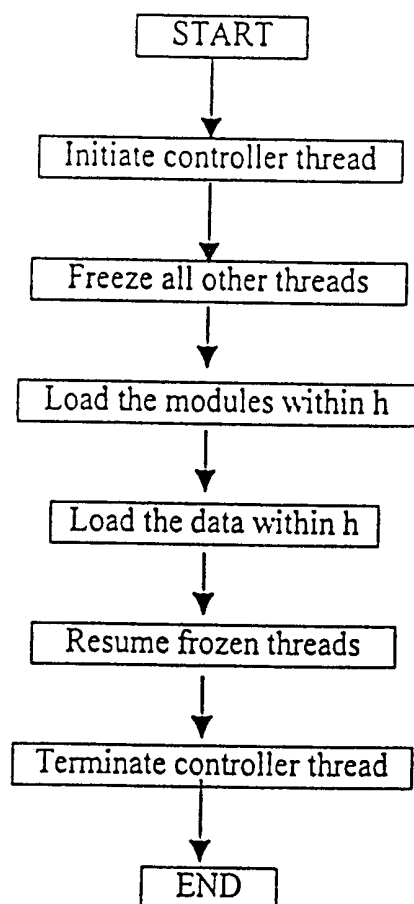 START
Initiate controller thread
Freeze all other threads
Load the modules within h
Load the data within h
Resume frozen threads
Terminate controller thread
END